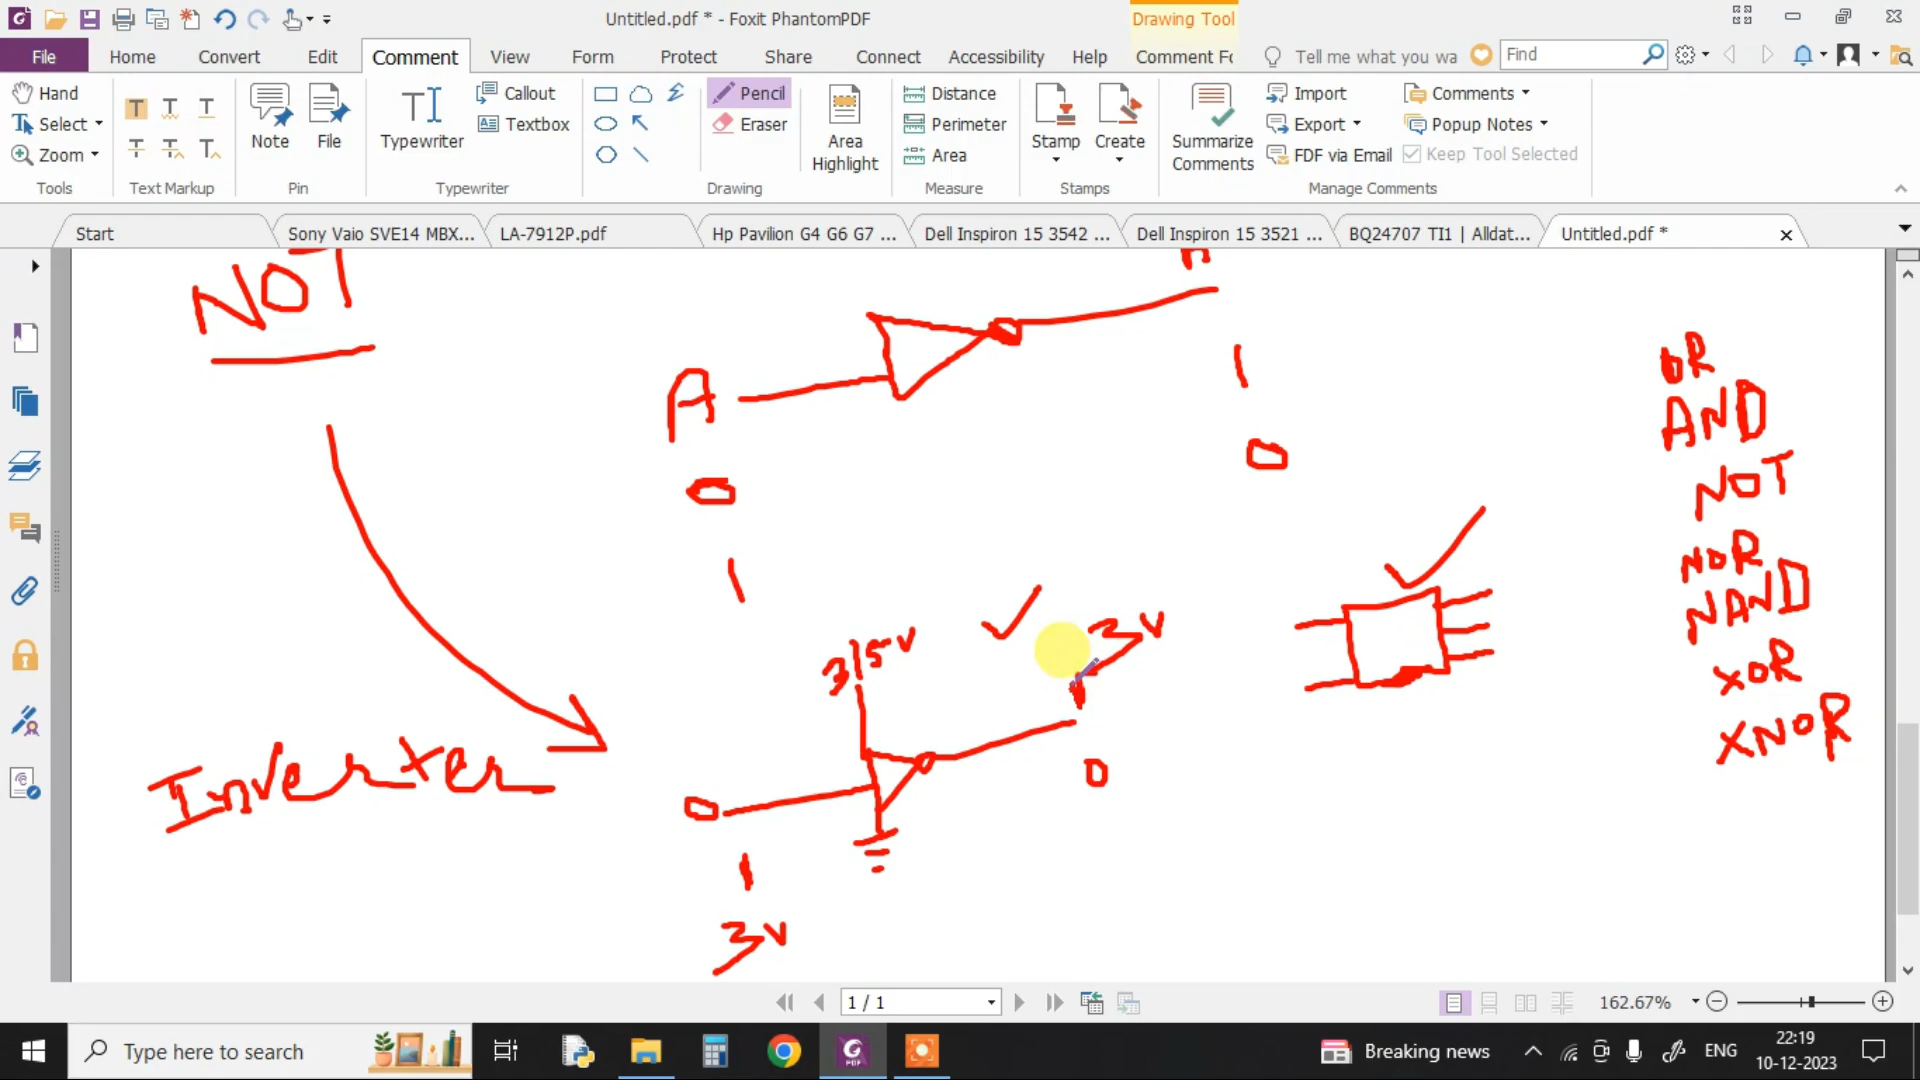 Untitled.pdf * - Foxit PhantomPDF
Drawing Tool
File
Home
Convert
Edit
Comment
View
Form
Protect
Share
Connect
Accessibility
Help
Comment Fo
Tell me what you wa
Find
Hand
Select
Zoom
Tools
Text Markup
Note
File
Pin
Typewriter
Callout
Textbox
Typewriter
Pencil
Eraser
Drawing
Area
Highlight
Distance
Perimeter
Area
Measure
Stamp
Create
Stamps
Summarize
Comments
Import
Export
FDF via Email
Comments
Popup Notes
Keep Tool Selected
Manage Comments
Start
Sony Vaio SVE14 MBX...
LA-7912P.pdf
Hp Pavilion G4 G6 G7 ...
Dell Inspiron 15 3542 ...
Dell Inspiron 15 3521 ...
BQ24707 TI1 | Alldat...
Untitled.pdf *
NOT
A
0
1
1
0
Inverter
3/5V
3V
0
1
0
1
3V
OR
AND
NOT
NOR
NAND
XOR
XNOR
1 / 1
162.67%
Type here to search
Breaking news
ENG
22:19
10-12-2023